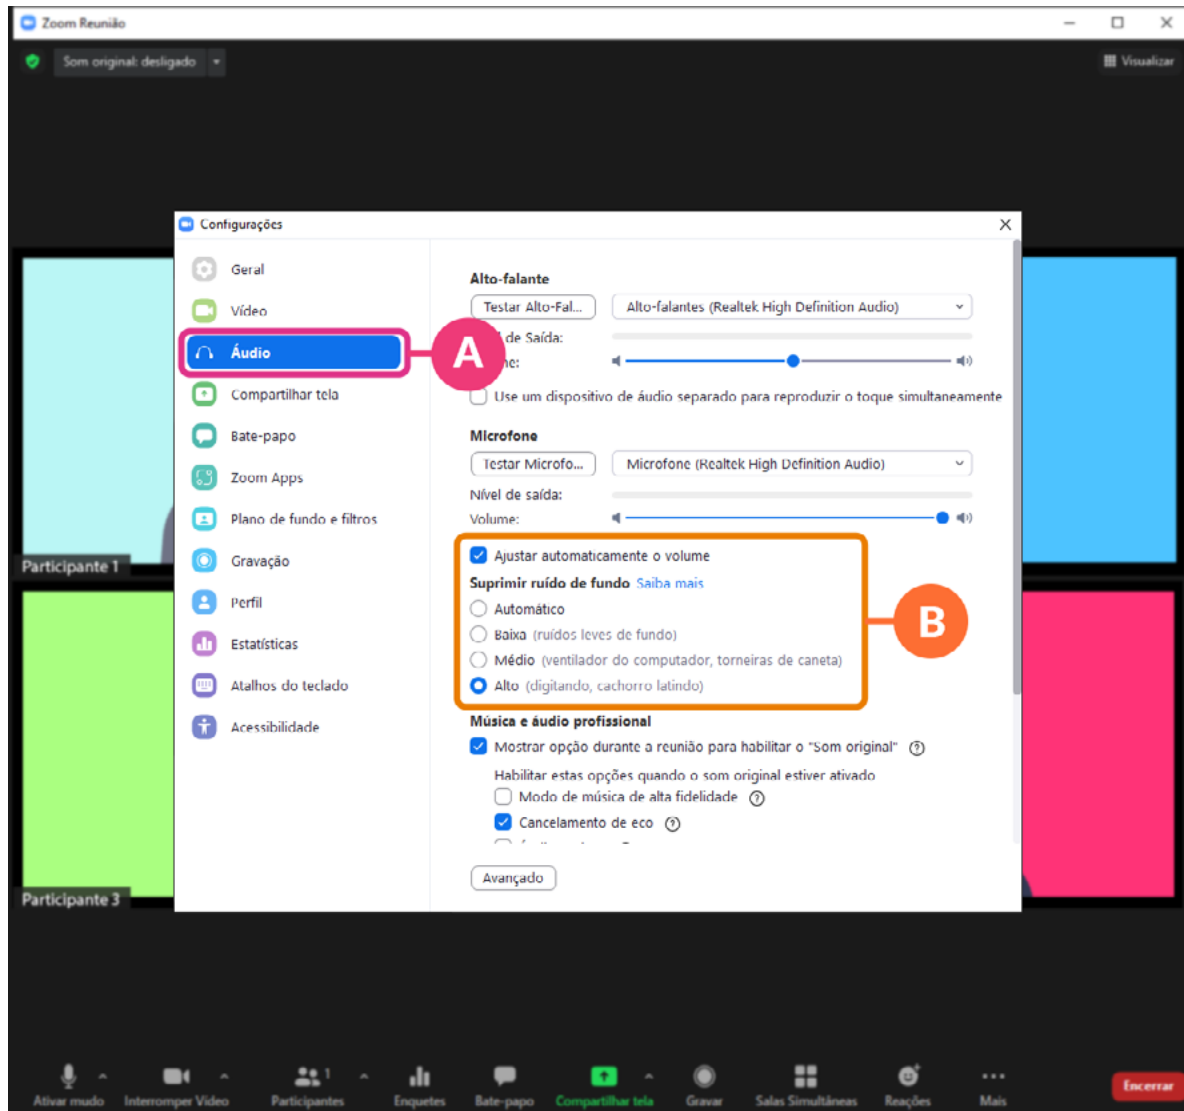 Zoom Reunião
Som original: desligado
Visualizar
Configurações
Geral
Vídeo
Áudio
Compartilhar tela
Bate-papo
Zoom Apps
Plano de fundo e filtros
Gravação
Perfil
Estatísticas
Atalhos do teclado
Acessibilidade
A
Alto-falante
Testar Alto-Fal... Alto-falantes (Realtek High Definition Audio)
de Saída:
Use um dispositivo de áudio separado para reproduzir o toque simultaneamente
Microfone
Testar Microfo... Microfone (Realtek High Definition Audio)
Nível de saída:
Volume:
Ajustar automaticamente o volume
Suprimir ruído de fundo Saiba mais
Automático
Baixa (ruídos leves de fundo)
Médio (ventilador do computador, torneiras de caneta)
Alto (digitando, cachorro latindo)
B
Música e áudio profissional
Mostrar opção durante a reunião para habilitar o "Som original"
Habilitar estas opções quando o som original estiver ativado
Modo de música de alta fidelidade
Cancelamento de eco
Avançado
Participante 1
Participante 3
Ativar mudo Interromper Vídeo Participantes 1 Enquetes Bate-papo Compartilhar tela Gravar Salas Simultâneas Reações Mais Encerrar